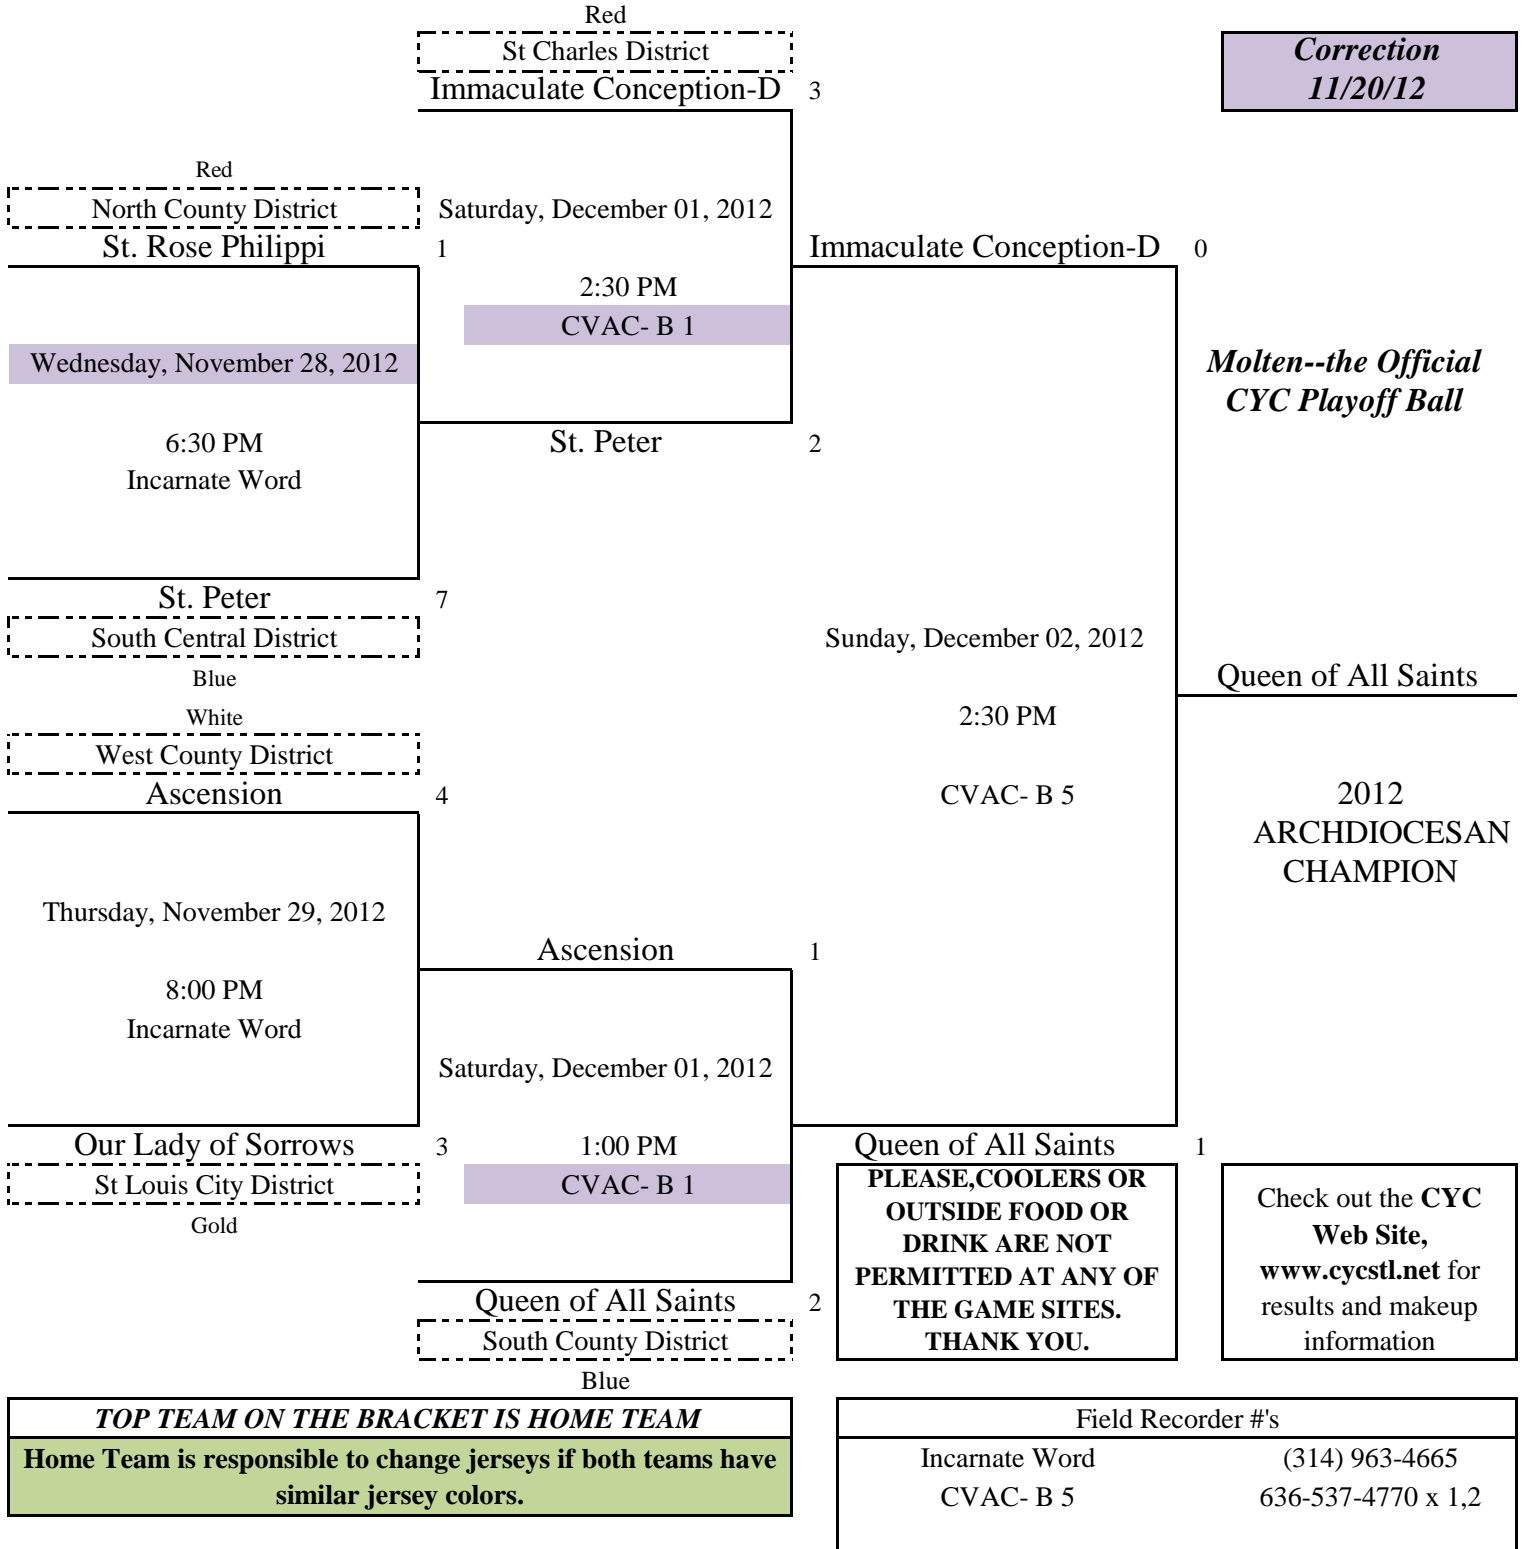 Red
St Charles District
Immaculate Conception-D 3
Correction
11/20/12
Red
North County District
St. Rose Philippi 1
Saturday, December 01, 2012
2:30 PM
CVAC- B 1
Immaculate Conception-D 0
Wednesday, November 28, 2012
6:30 PM
Incarnate Word
St. Peter 2
Molten--the Official
CYC Playoff Ball
St. Peter 7
South Central District
Blue
White
West County District
Ascension 4
Sunday, December 02, 2012
2:30 PM
CVAC- B 5
Queen of All Saints
2012
ARCHDIOCESAN
CHAMPION
Thursday, November 29, 2012
8:00 PM
Incarnate Word
Ascension 1
Saturday, December 01, 2012
1:00 PM
CVAC- B 1
Our Lady of Sorrows 3
St Louis City District
Gold
Queen of All Saints 1
Queen of All Saints 2
South County District
Blue
PLEASE,COOLERS OR
OUTSIDE FOOD OR
DRINK ARE NOT
PERMITTED AT ANY OF
THE GAME SITES.
THANK YOU.
Check out the CYC
Web Site,
www.cycstl.net for
results and makeup
information
TOP TEAM ON THE BRACKET IS HOME TEAM
Home Team is responsible to change jerseys if both teams have
similar jersey colors.
Field Recorder #'s
Incarnate Word (314) 963-4665
CVAC- B 5 636-537-4770 x 1,2